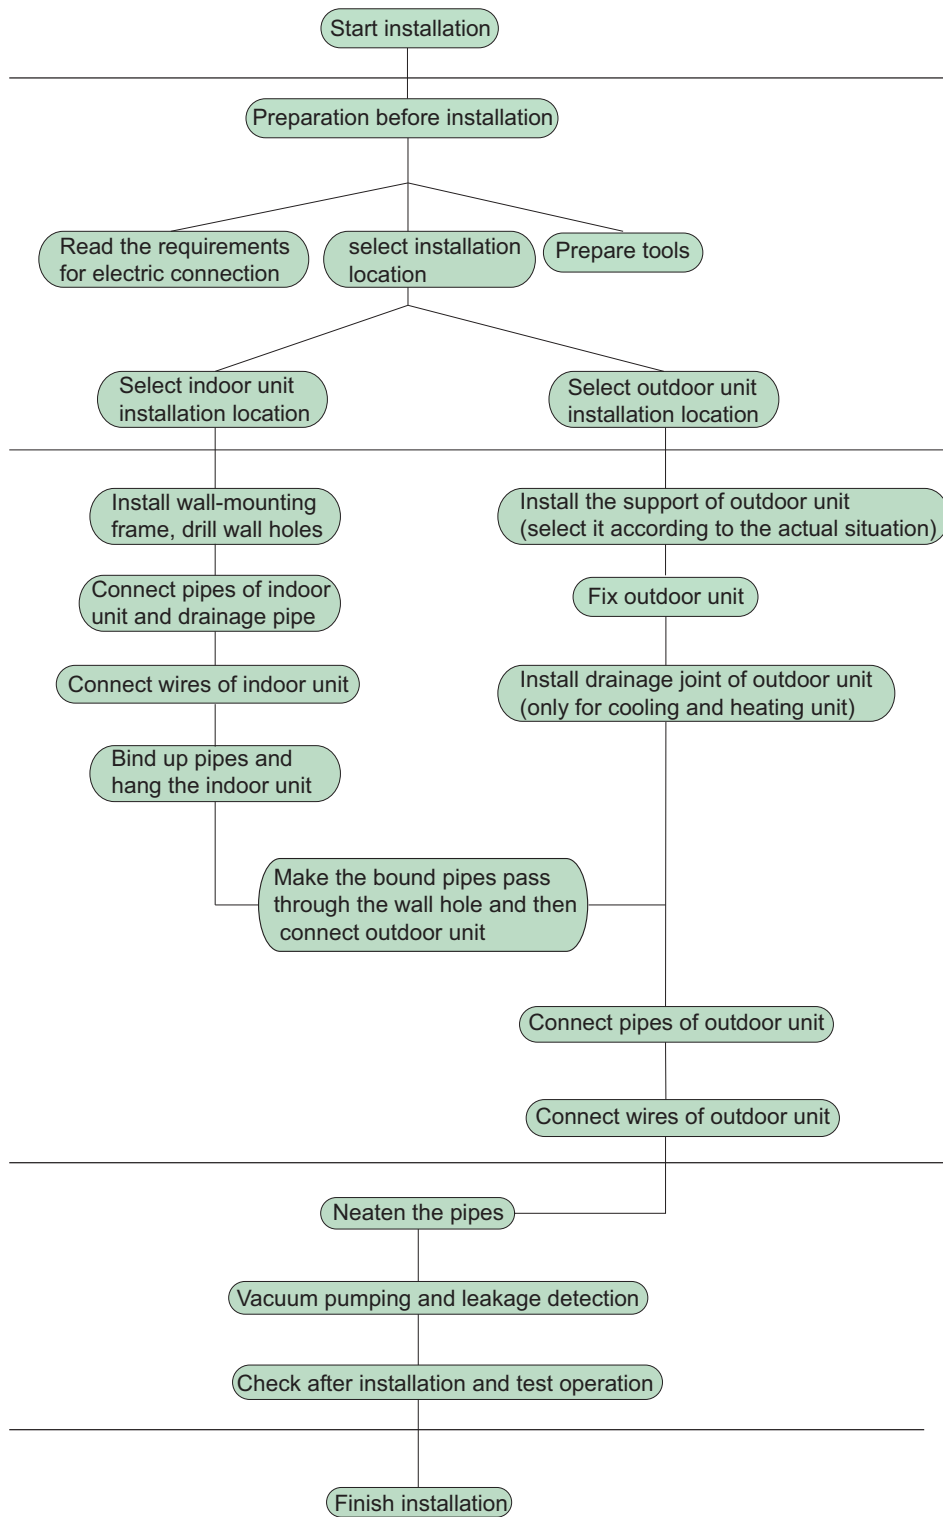 Start installation
Preparation before installation
Read the requirements
for electric connection
select installation
location
Prepare tools
Select indoor unit
installation location
Select outdoor unit
installation location
Install wall-mounting
frame, drill wall holes
Connect pipes of indoor
unit and drainage pipe
Connect wires of indoor unit
Bind up pipes and
hang the indoor unit
Install the support of outdoor unit
(select it according to the actual situation)
Fix outdoor unit
Install drainage joint of outdoor unit
(only for cooling and heating unit)
Make the bound pipes pass
through the wall hole and then
connect outdoor unit
Connect pipes of outdoor unit
Connect wires of outdoor unit
Neaten the pipes
Vacuum pumping and leakage detection
Check after installation and test operation
Finish installation